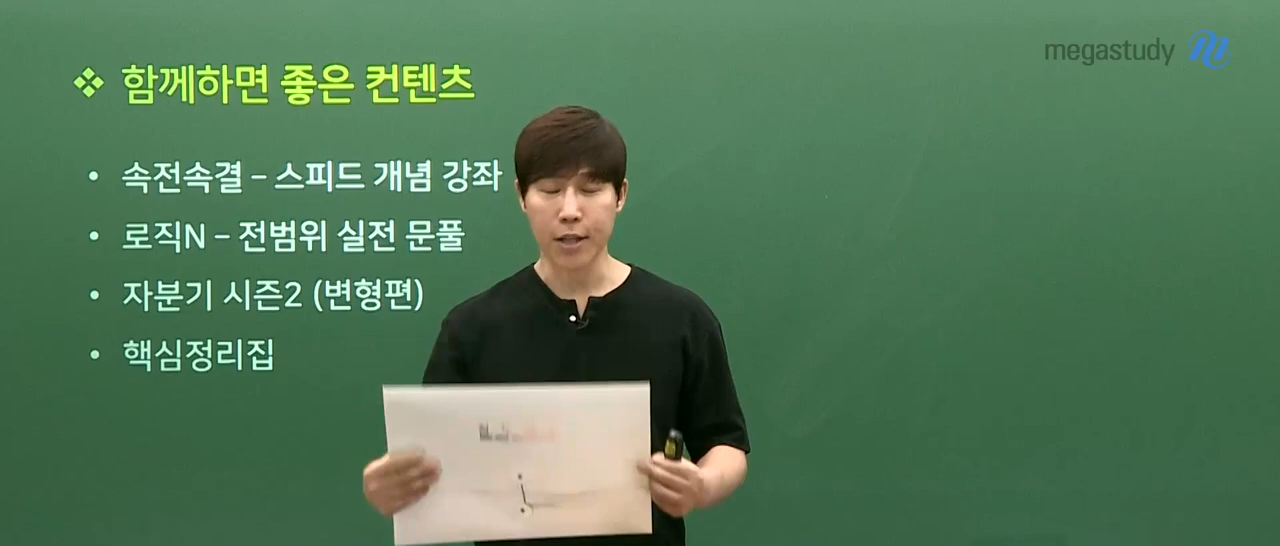 megastudy
❖ 함께하면 좋은 컨텐츠
• 속전속결 – 스피드 개념 강좌
• 로직N – 전범위 실전 문풀
• 자분기 시즌2 (변형편)
• 핵심정리집